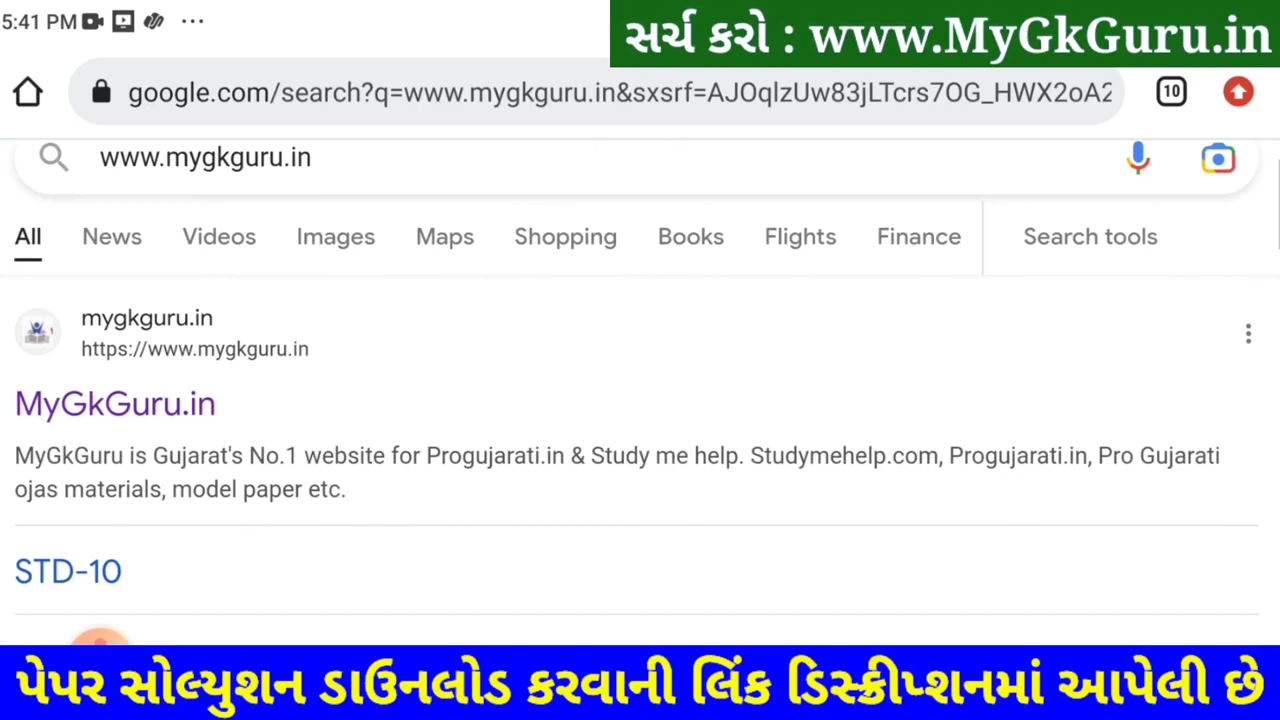 5:41 PM
સર્ચ કરો : www.MyGkGuru.in
google.com/search?q=www.mygkguru.in&sxsrf=AJOqlzUw83jLTcrs7OG_HWX2oA2
10
www.mygkguru.in
All News Videos Images Maps Shopping Books Flights Finance Search tools
mygkguru.in
https://www.mygkguru.in
MyGkGuru.in
MyGkGuru is Gujarat's No.1 website for Progujarati.in & Study me help. Studymehelp.com, Progujarati.in, Pro Gujarati
ojas materials, model paper etc.
STD-10
પેપર સોલ્યુશન ડાઉનલોડ કરવાની લિંક ડિસ્ક્રીપ્શનમાં આપેલી છે